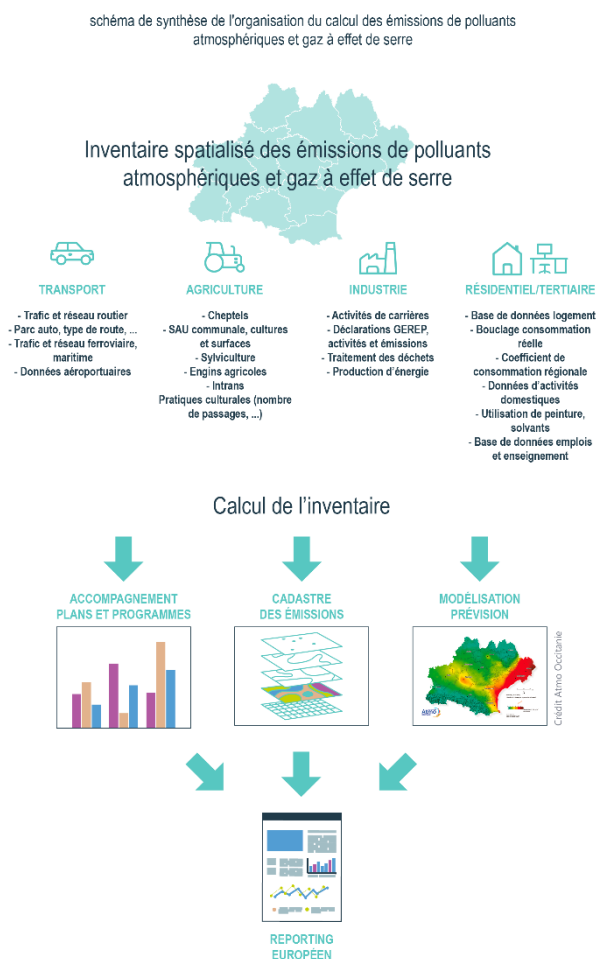 schéma de synthèse de l'organisation du calcul des émissions de polluants
atmosphériques et gaz à effet de serre
Inventaire spatialisé des émissions de polluants
atmosphériques et gaz à effet de serre
TRANSPORT
- Trafic et réseau routier
- Parc auto, type de route, ...
- Trafic et réseau ferroviaire,
maritime
- Données aéroportuaires
AGRICULTURE
- Cheptels
- SAU communale, cultures
et surfaces
- Sylviculture
- Engins agricoles
- Intrans
Pratiques culturales (nombre
de passages, ...)
INDUSTRIE
- Activités de carrières
- Déclarations GEREP,
activités et émissions
- Traitement des déchets
- Production d'énergie
RÉSIDENTIEL/TERTIAIRE
- Base de données logement
- Bouclage consommation
réelle
- Coefficient de
consommation régionale
- Données d'activités
domestiques
- Utilisation de peinture,
solvants
- Base de données emplois
et enseignement
Calcul de l'inventaire
ACCOMPAGNEMENT
PLANS ET PROGRAMMES
CADASTRE
DES ÉMISSIONS
MODÉLISATION
PRÉVISION
Crédit Atmo Occitanie
REPORTING
EUROPÉEN